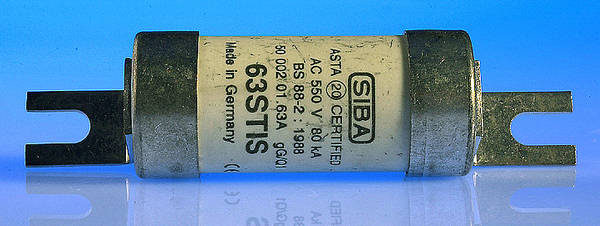 SIBA
ASTA 20 CERTIFIED
AC 550 V 80 kA
BS 88-2 : 1988
50 002 01.63A gG/01
63STIS
Made in Germany